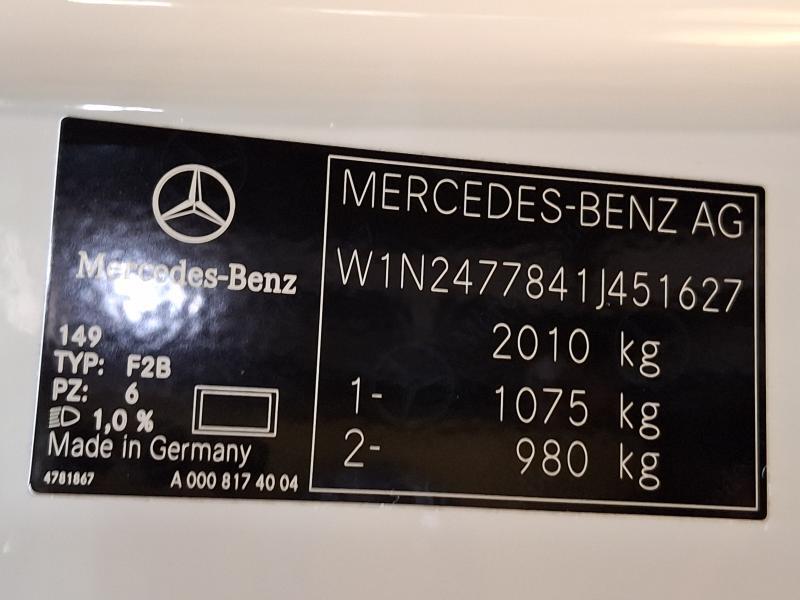 Mercedes-Benz
149
TYP: F2B
PZ: 6
1,0 %
Made in Germany
4781867 A 000 817 40 04
MERCEDES-BENZ AG
W1N2477841J451627
2010 kg
1- 1075 kg
2- 980 kg